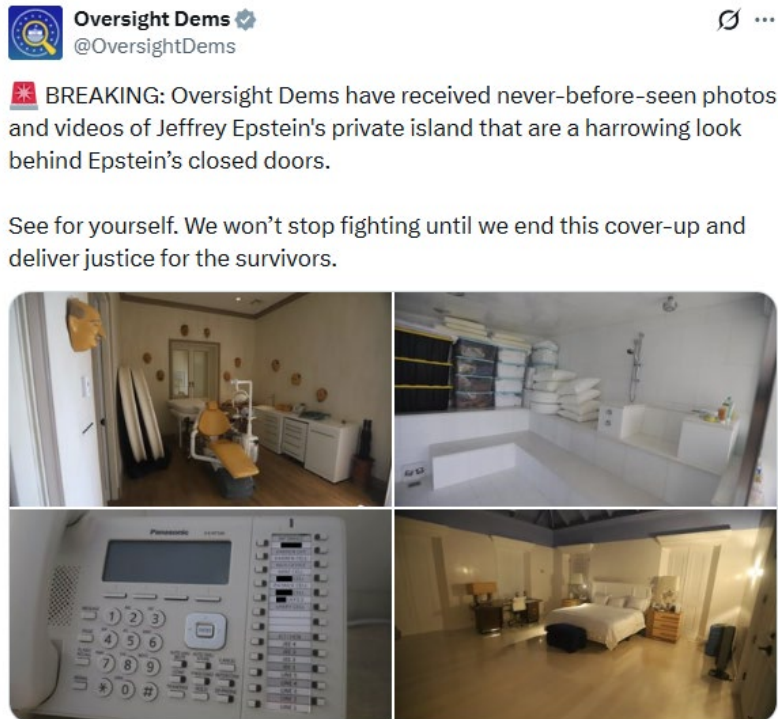 Oversight Dems
@OversightDems
🚨 BREAKING: Oversight Dems have received never-before-seen photos
and videos of Jeffrey Epstein's private island that are a harrowing look
behind Epstein’s closed doors.
See for yourself. We won’t stop fighting until we end this cover-up and
deliver justice for the survivors.
Panasonic
1 2 3
4 5 6
7 8 9
* 0 #
KITCHEN